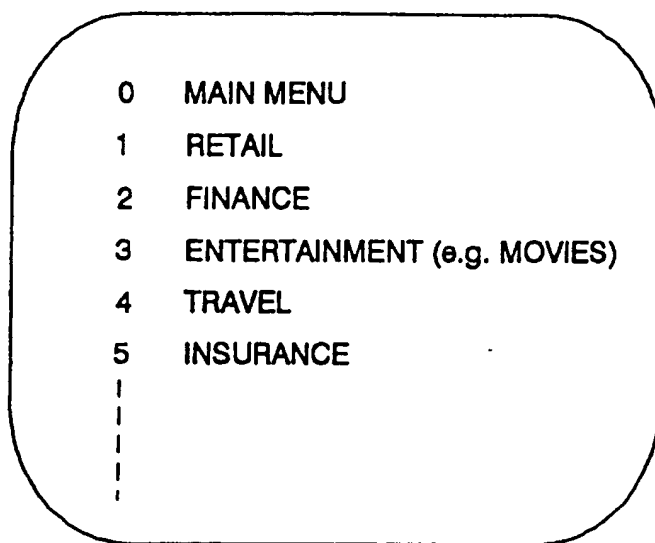 0 MAIN MENU
1 RETAIL
2 FINANCE
3 ENTERTAINMENT (e.g. MOVIES)
4 TRAVEL
5 INSURANCE